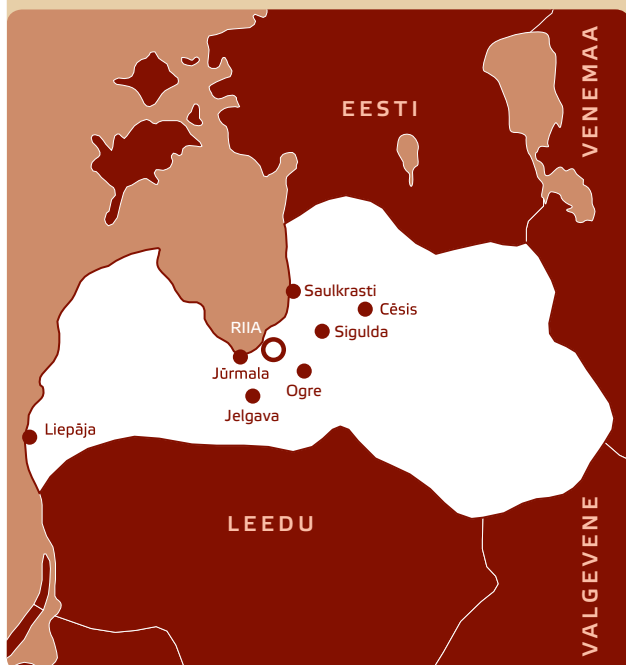 EESTI
VENEMAA
Saulkrasti
Cēsis
RIIA
Sigulda
Jūrmala
Ogre
Jelgava
Liepāja
LEEDU
VALGEVENE